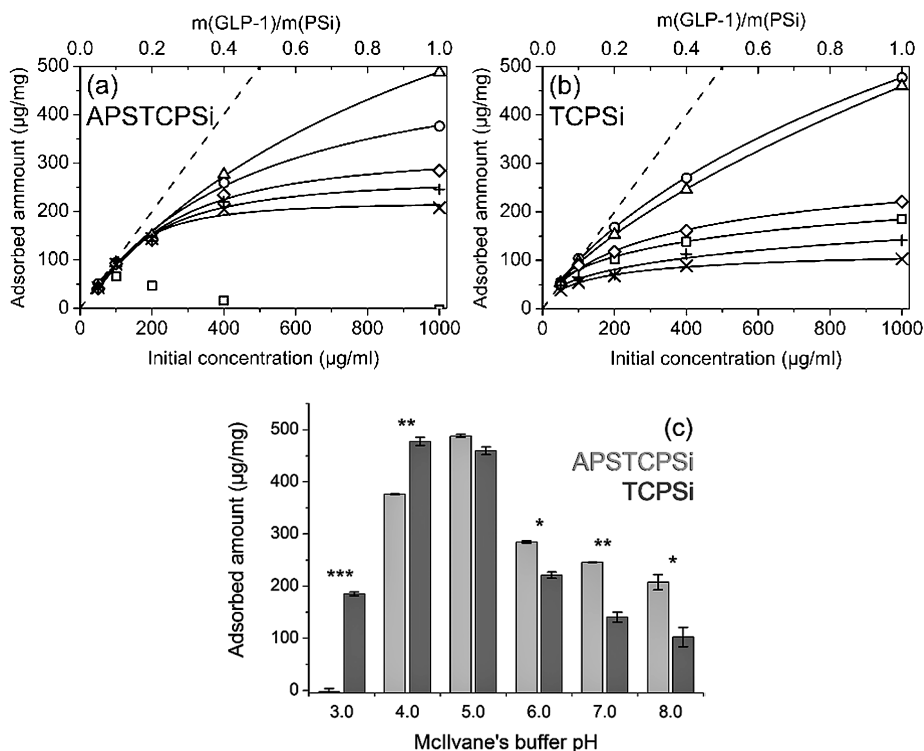 m(GLP-1)/m(PSi)
0.0 0.2 0.4 0.6 0.8 1.0
500
400
300
200
100
0
Adsorbed ammount (µg/mg)
(a)
APSTCPSi
0 200 400 600 800 1000
Initial concentration (µg/ml)
m(GLP-1)/m(PSi)
0.0 0.2 0.4 0.6 0.8 1.0
500
400
300
200
100
0
Adsorbed ammount (µg/mg)
(b)
TCPSi
0 200 400 600 800 1000
Initial concentration (µg/ml)
500
400
300
200
100
0
Adsorbed amount (µg/mg)
(c)
APSTCPSi
TCPSi
***
**
*
**
*
3.0 4.0 5.0 6.0 7.0 8.0
McIlvane's buffer pH